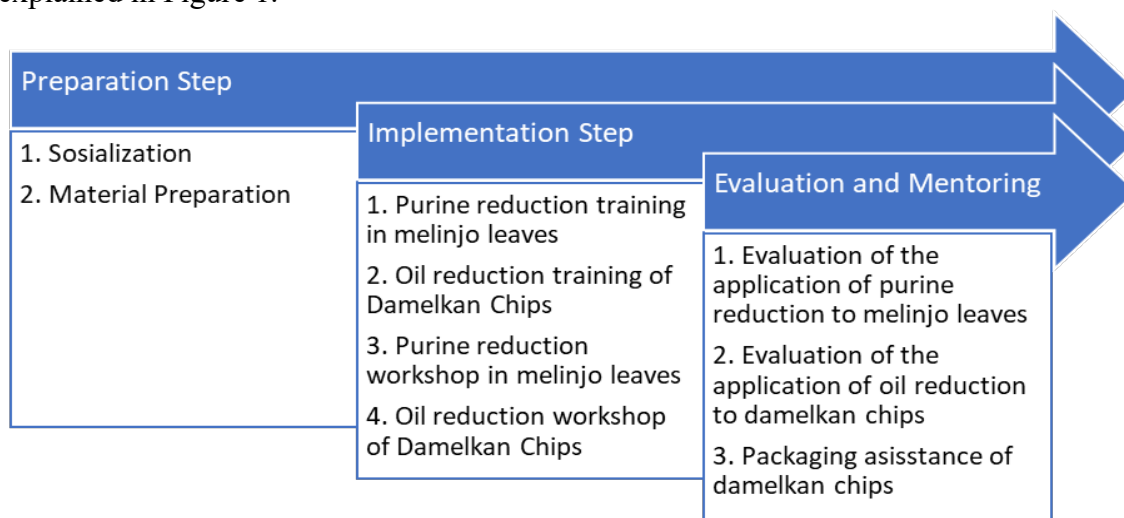 explained in Figure 1.
Preparation Step
1. Sosialization
2. Material Preparation
Implementation Step
1. Purine reduction training
in melinjo leaves
2. Oil reduction training of
Damelkan Chips
3. Purine reduction
workshop in melinjo leaves
4. Oil reduction workshop
of Damelkan Chips
Evaluation and Mentoring
1. Evaluation of the
application of purine
reduction to melinjo leaves
2. Evaluation of the
application of oil reduction
to damelkan chips
3. Packaging asisstance of
damelkan chips